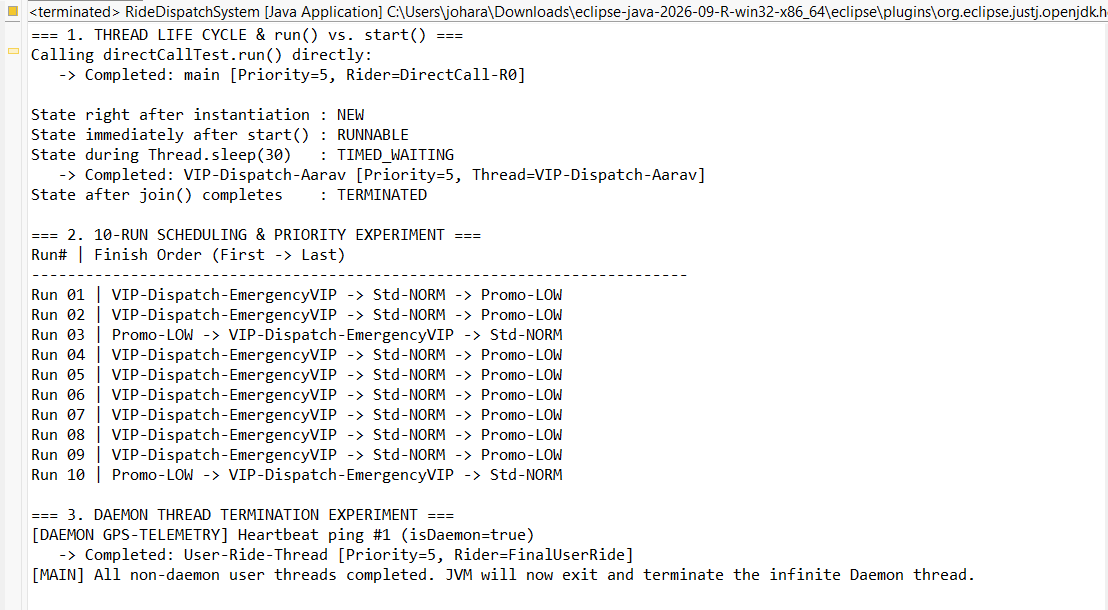 <terminated> RideDispatchSystem [Java Application] C:\Users\johara\Downloads\eclipse-java-2026-09-R-win32-x86_64\eclipse\plugins\org.eclipse.justj.openjdk.h
=== 1. THREAD LIFE CYCLE & run() vs. start() ===
Calling directCallTest.run() directly:
   -> Completed: main [Priority=5, Rider=DirectCall-R0]

State right after instantiation : NEW
State immediately after start() : RUNNABLE
State during Thread.sleep(30)   : TIMED_WAITING
   -> Completed: VIP-Dispatch-Aarav [Priority=5, Thread=VIP-Dispatch-Aarav]
State after join() completes    : TERMINATED

=== 2. 10-RUN SCHEDULING & PRIORITY EXPERIMENT ===
Run# | Finish Order (First -> Last)
-------------------------------------------------------------------------
Run 01 | VIP-Dispatch-EmergencyVIP -> Std-NORM -> Promo-LOW
Run 02 | VIP-Dispatch-EmergencyVIP -> Std-NORM -> Promo-LOW
Run 03 | Promo-LOW -> VIP-Dispatch-EmergencyVIP -> Std-NORM
Run 04 | VIP-Dispatch-EmergencyVIP -> Std-NORM -> Promo-LOW
Run 05 | VIP-Dispatch-EmergencyVIP -> Std-NORM -> Promo-LOW
Run 06 | VIP-Dispatch-EmergencyVIP -> Std-NORM -> Promo-LOW
Run 07 | VIP-Dispatch-EmergencyVIP -> Std-NORM -> Promo-LOW
Run 08 | VIP-Dispatch-EmergencyVIP -> Std-NORM -> Promo-LOW
Run 09 | VIP-Dispatch-EmergencyVIP -> Std-NORM -> Promo-LOW
Run 10 | Promo-LOW -> VIP-Dispatch-EmergencyVIP -> Std-NORM

=== 3. DAEMON THREAD TERMINATION EXPERIMENT ===
[DAEMON GPS-TELEMETRY] Heartbeat ping #1 (isDaemon=true)
   -> Completed: User-Ride-Thread [Priority=5, Rider=FinalUserRide]
[MAIN] All non-daemon user threads completed. JVM will now exit and terminate the infinite Daemon thread.